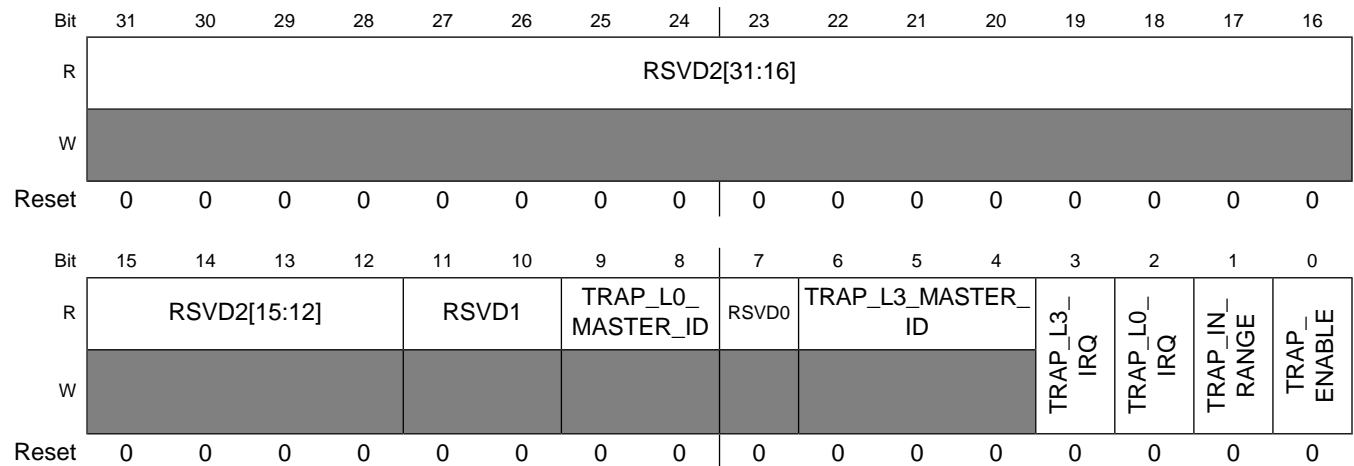 Bit 31 30 29 28 27 26 25 24 23 22 21 20 19 18 17 16
R RSVD2[31:16]
W
Reset 0 0 0 0 0 0 0 0 0 0 0 0 0 0 0 0
Bit 15 14 13 12 11 10 9 8 7 6 5 4 3 2 1 0
R RSVD2[15:12] RSVD1 TRAP_L0_ MASTER_ID RSVD0 TRAP_L3_MASTER_ ID TRAP_L3_ IRQ TRAP_L0_ IRQ TRAP_IN_ RANGE TRAP_ ENABLE
W
Reset 0 0 0 0 0 0 0 0 0 0 0 0 0 0 0 0